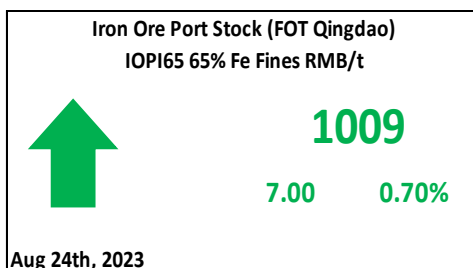 Iron Ore Port Stock (FOT Qingdao)
IOPI65 65% Fe Fines RMB/t
1009
7.00 0.70%
Aug 24th, 2023